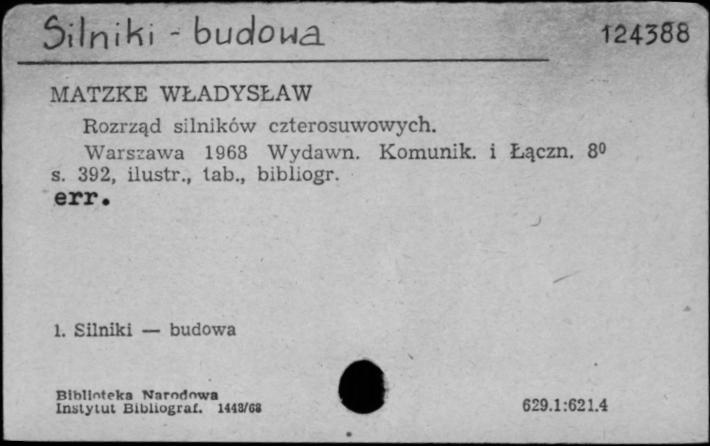 Silniki - budowa
124388
MATZKE WŁADYSŁAW
Rozrząd silników czterosuwowych.
Warszawa 1968 Wydawn. Komunik. i Łączn. 8⁰
s. 392, ilustr., tab., bibliogr.
err.
1. Silniki — budowa
Biblioteka Narodowa
Instytut Bibliograf. 1448/68
629.1:621.4